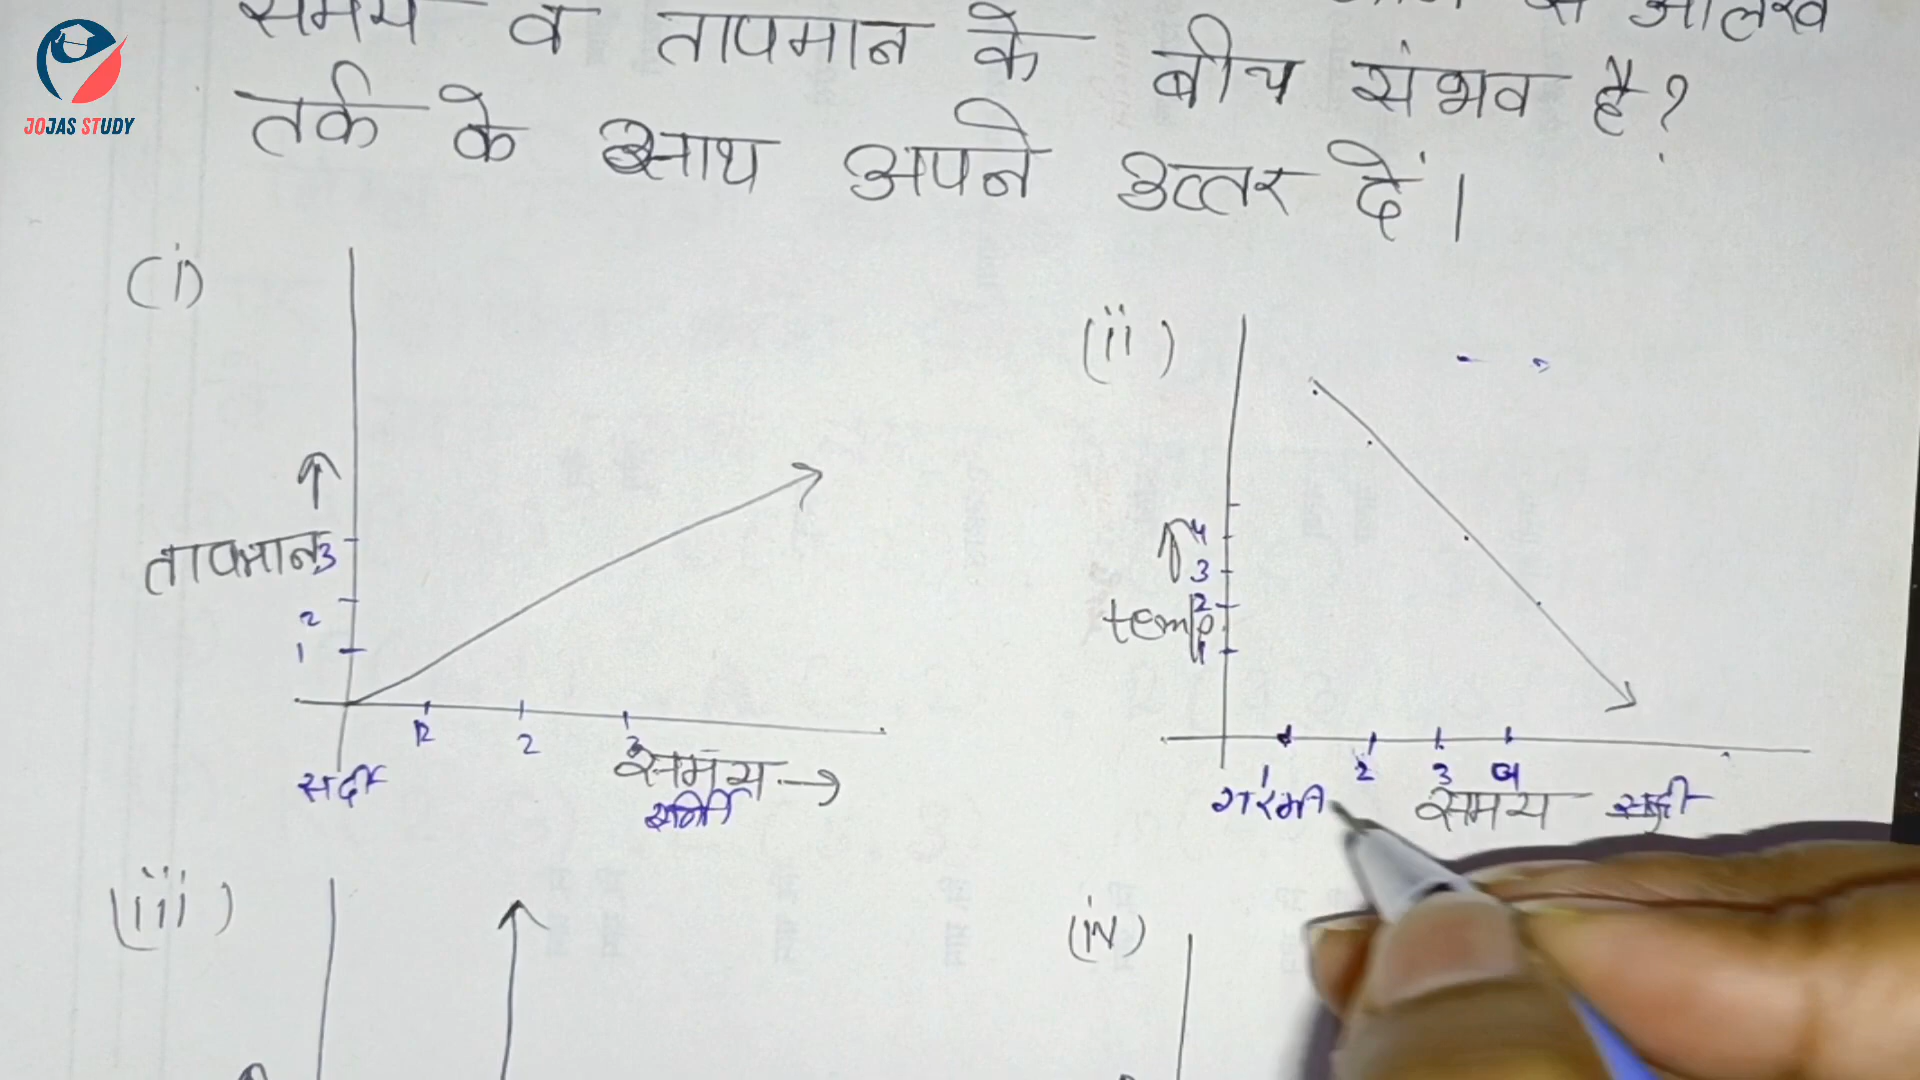 समय व तापमान के बीच संभव है?
तर्क के साथ अपने उत्तर दें।
JOJAS STUDY
(i)
तापमान
3
2
1
1 2 3
समय
सर्दी
(ii)
4
3
2
1
temp.
1 2 3 4
गरमी समय सर्दी
(iii)
(iv)